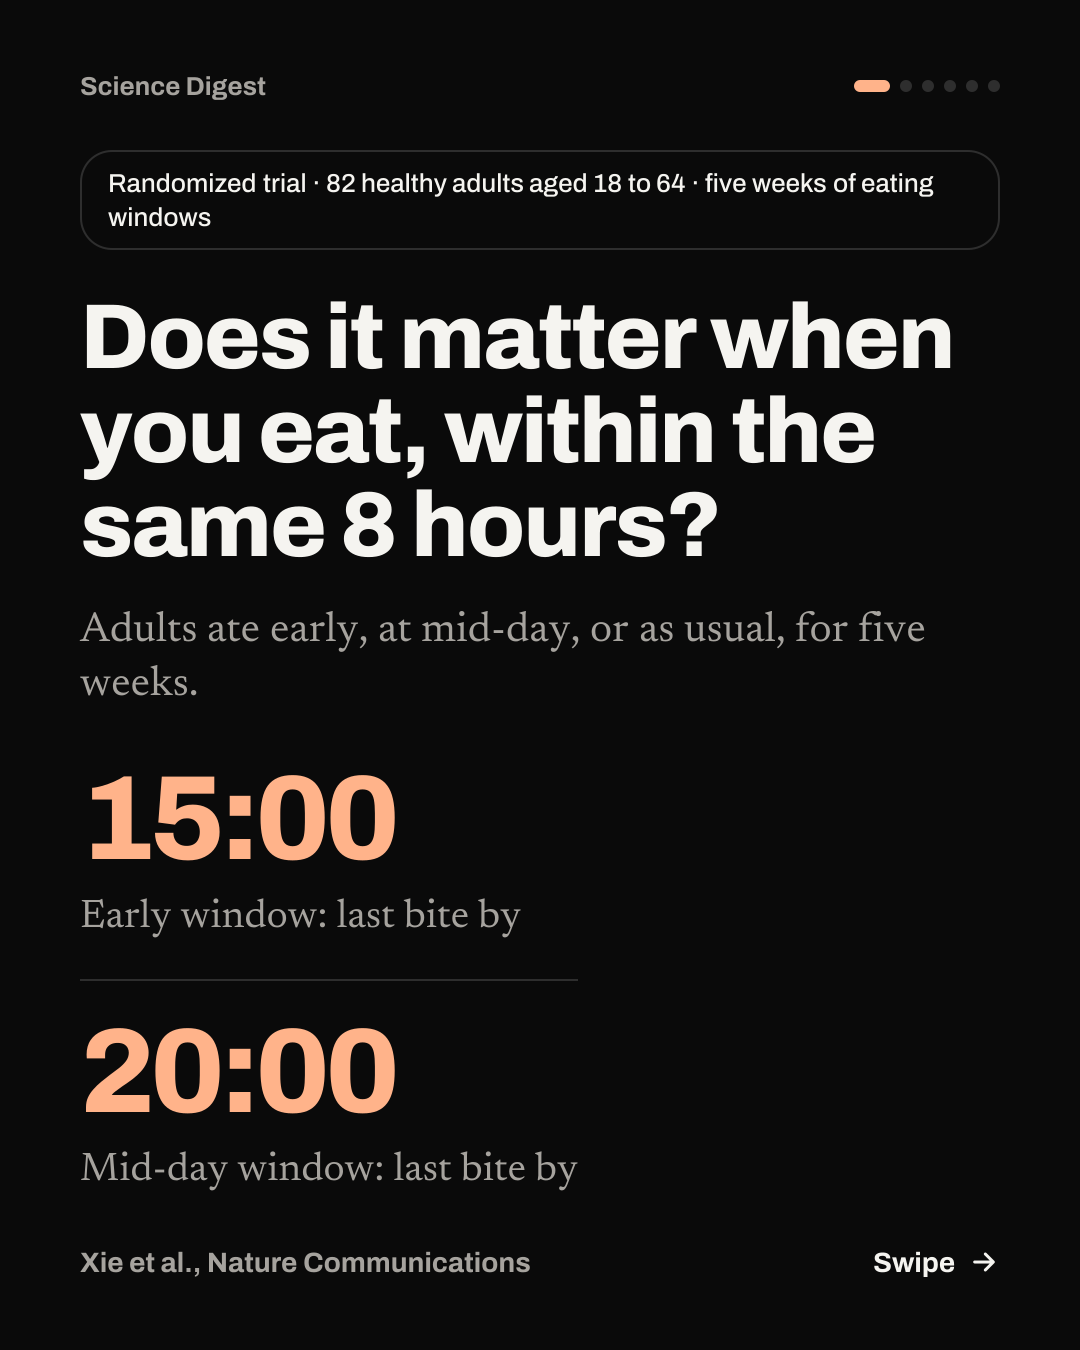 Science Digest
Randomized trial · 82 healthy adults aged 18 to 64 · five weeks of eating
windows
Does it matter when
you eat, within the
same 8 hours?
Adults ate early, at mid-day, or as usual, for five
weeks.
15:00
Early window: last bite by
20:00
Mid-day window: last bite by
Xie et al., Nature Communications
Swipe →